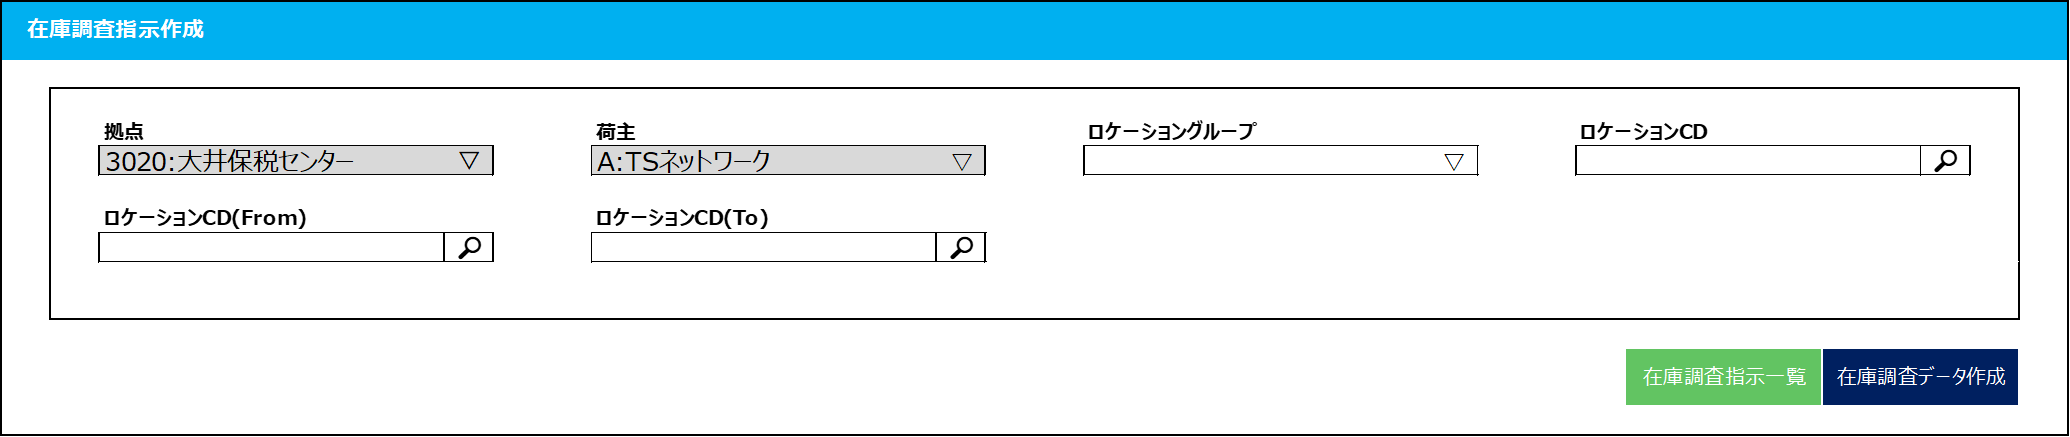 在庫調査指示作成
拠点
荷主
ロケーショングループ
ロケーションCD
3020:大井保税センター ▽
A:TSネットワーク ▽
▽
ロケーションCD(From)
ロケーションCD(To)
在庫調査指示一覧
在庫調査データ作成